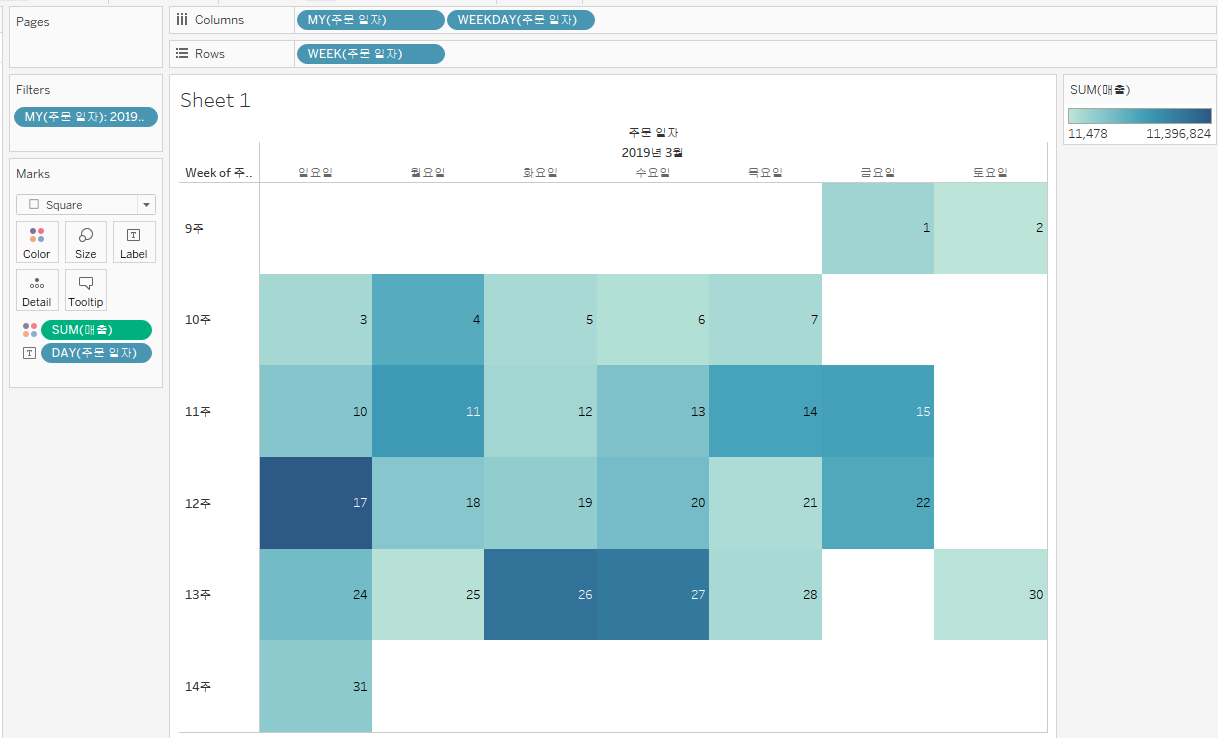 Pages
Columns
MY(주문 일자)
WEEKDAY(주문 일자)
Rows
WEEK(주문 일자)
Filters
MY(주문 일자): 2019..
Marks
Square
Color
Size
Label
Detail
Tooltip
SUM(매출)
DAY(주문 일자)
Sheet 1
주문 일자
2019년 3월
Week of 주.. 일요일 월요일 화요일 수요일 목요일 금요일 토요일
9주 1 2
10주 3 4 5 6 7
11주 10 11 12 13 14 15
12주 17 18 19 20 21 22
13주 24 25 26 27 28 30
14주 31
SUM(매출)
11,478 11,396,824